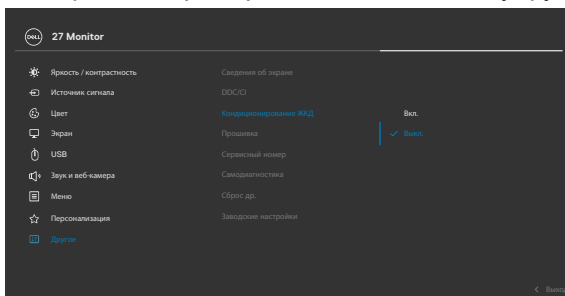 DELL 27 Monitor
Яркость / контрастность
Источник сигнала
Цвет
Экран
USB
Звук и веб-камера
Меню
Персонализация
Другое
Сведения об экране
DDC/CI
Кондиционирование ЖКД
Прошивка
Сервисный номер
Самодиагностика
Сброс др.
Заводские настройки
Вкл.
Выкл.
Выход